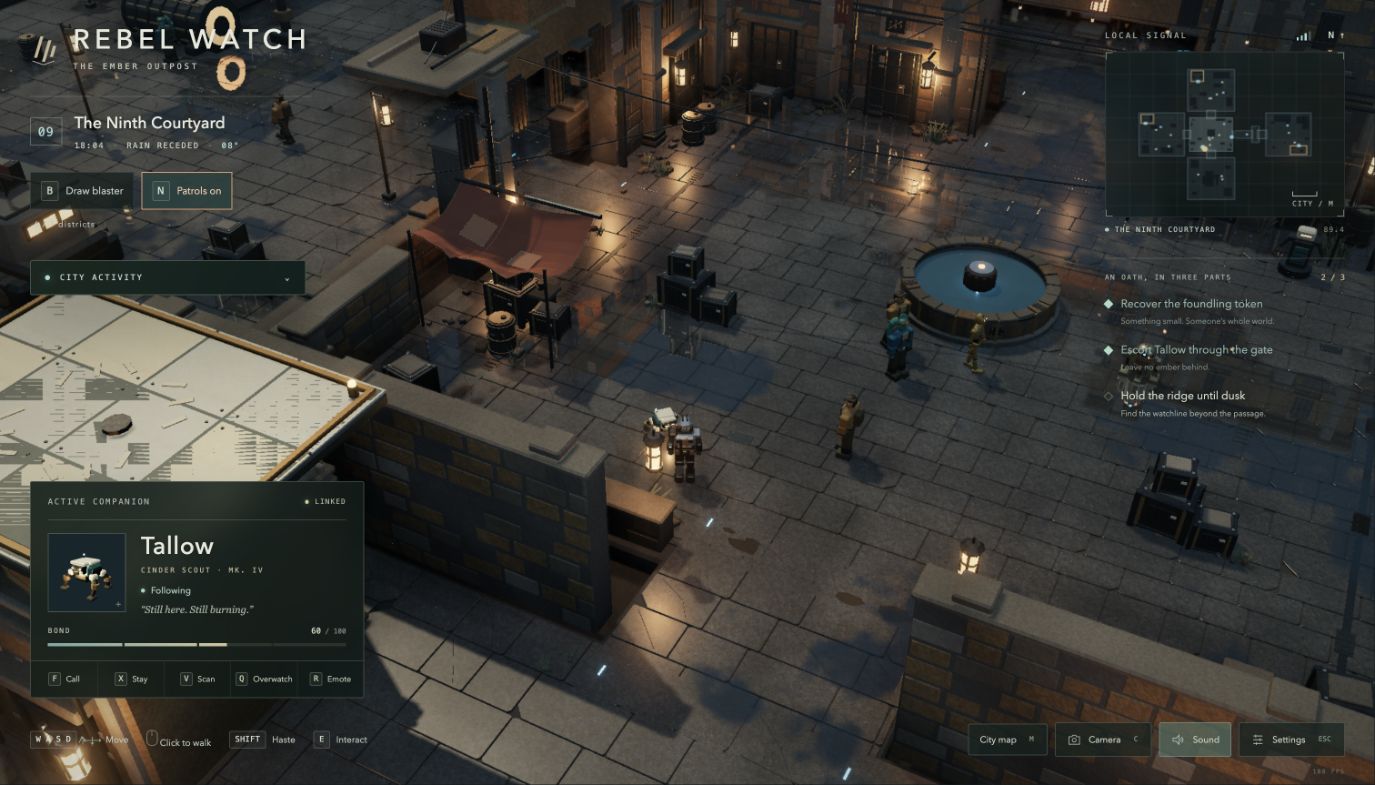 REBEL WATCH
THE EMBER OUTPOST
09
The Ninth Courtyard
18:04 RAIN RECEDED 08°
B Draw blaster
N Patrols on
districts
CITY ACTIVITY
ACTIVE COMPANION
LINKED
Tallow
CINDER SCOUT · MK. IV
Following
"Still here. Still burning."
BOND
60 / 100
F Call
X Stay
V Scan
Q Overwatch
R Emote
W A S D Move
Click to walk
SHIFT Haste
E Interact
LOCAL SIGNAL
N ↑
CITY / M
THE NINTH COURTYARD
89.4
AN OATH, IN THREE PARTS
2 / 3
Recover the foundling token
Something small. Someone's whole world.
Escort Tallow through the gate
Leave no ember behind.
Hold the ridge until dusk
Find the watchline beyond the passage.
City map M
Camera C
Sound
Settings ESC